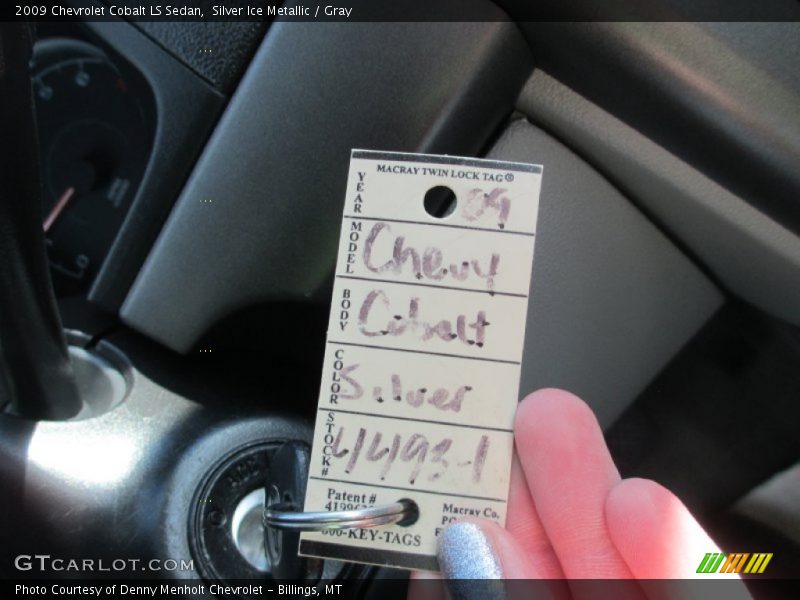 2009 Chevrolet Cobalt LS Sedan,  Silver Ice Metallic / Gray
MACRAY TWIN LOCK TAG®
YEAR 09
MODEL Chevy
BODY Cobalt
COLOR Silver
STOCK# 4493-1
Patent #
Macray Co.
800-KEY-TAGS
GTCARLOT.COM
Photo Courtesy of Denny Menholt Chevrolet - Billings, MT